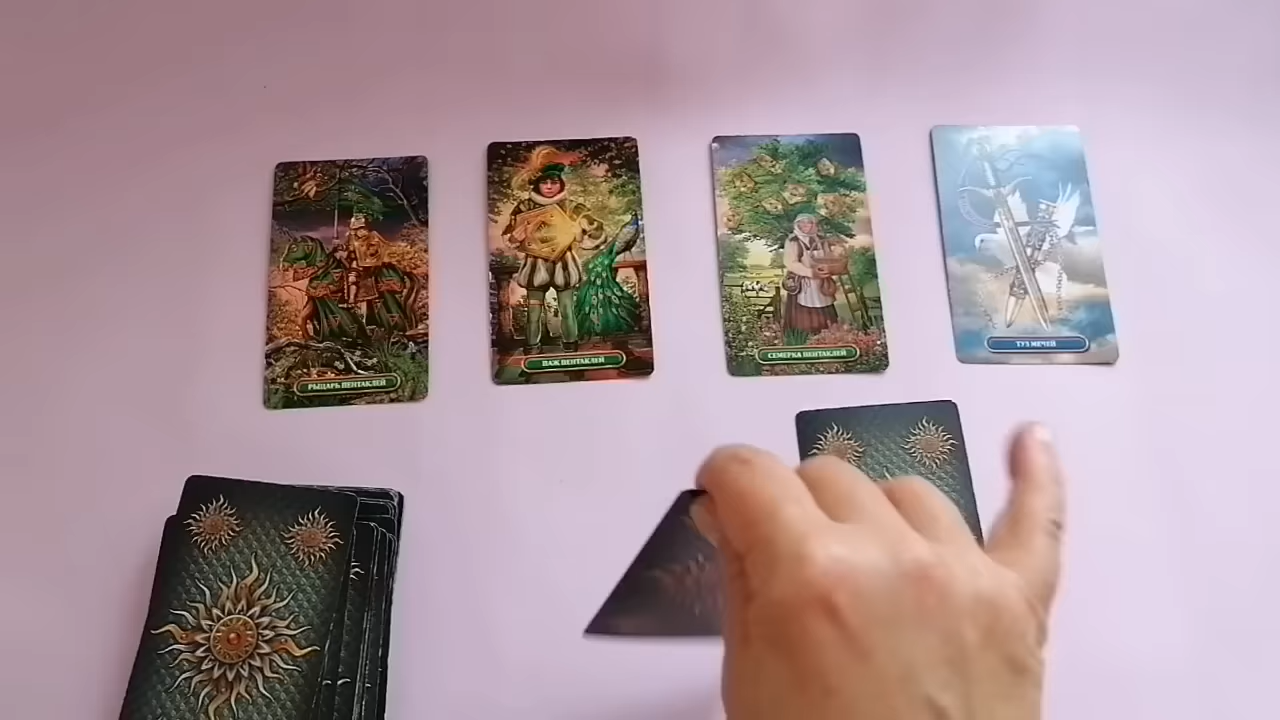 РЫЦАРЬ ПЕНТАКЛЕЙ
ПАЖ ПЕНТАКЛЕЙ
СЕМЕРКА ПЕНТАКЛЕЙ
ТУЗ МЕЧЕЙ